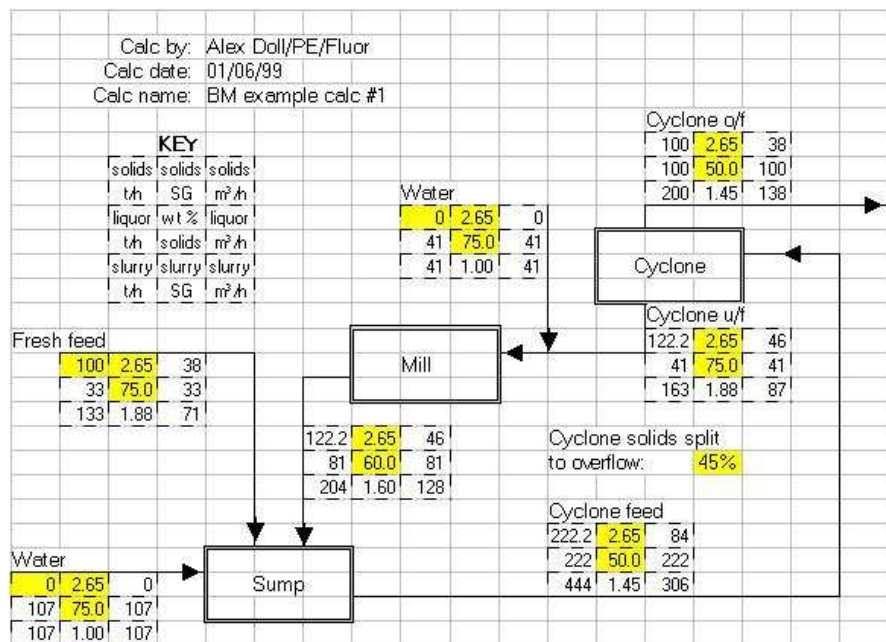 Calc by: Alex Doll/PE/Fluor
Calc date: 01/06/99
Calc name: BM example calc #1
KEY
solids solids solids
t/h SG m³/h
liquor wt % liquor
t/h solids m³/h
slurry slurry slurry
t/h SG m³/h
Cyclone o/f
100 2.65 38
100 50.0 100
200 1.45 138
Water
0 2.65 0
41 75.0 41
41 1.00 41
Cyclone
Cyclone u/f
122.2 2.65 46
41 75.0 41
163 1.88 87
Fresh feed
100 2.65 38
33 75.0 33
133 1.88 71
Mill
122.2 2.65 46
81 60.0 81
204 1.60 128
Cyclone solids split
to overflow: 45%
Cyclone feed
222.2 2.65 84
222 50.0 222
444 1.45 306
Water
0 2.65 0
107 75.0 107
107 1.00 107
Sump